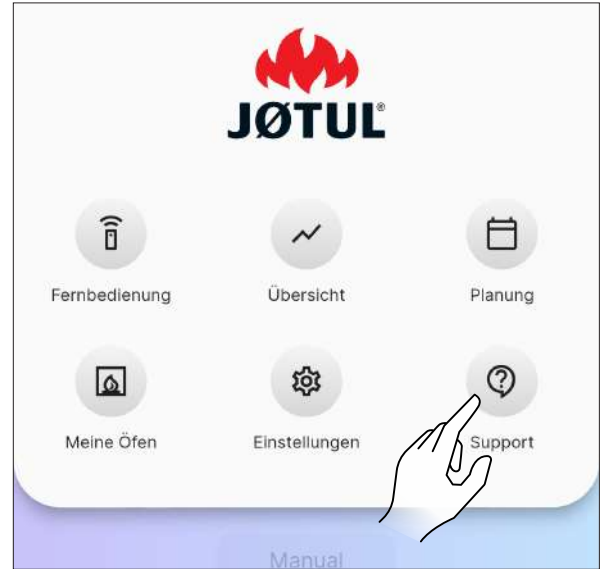 JØTUL®
Fernbedienung
Übersicht
Planung
Meine Öfen
Einstellungen
Support
Manual